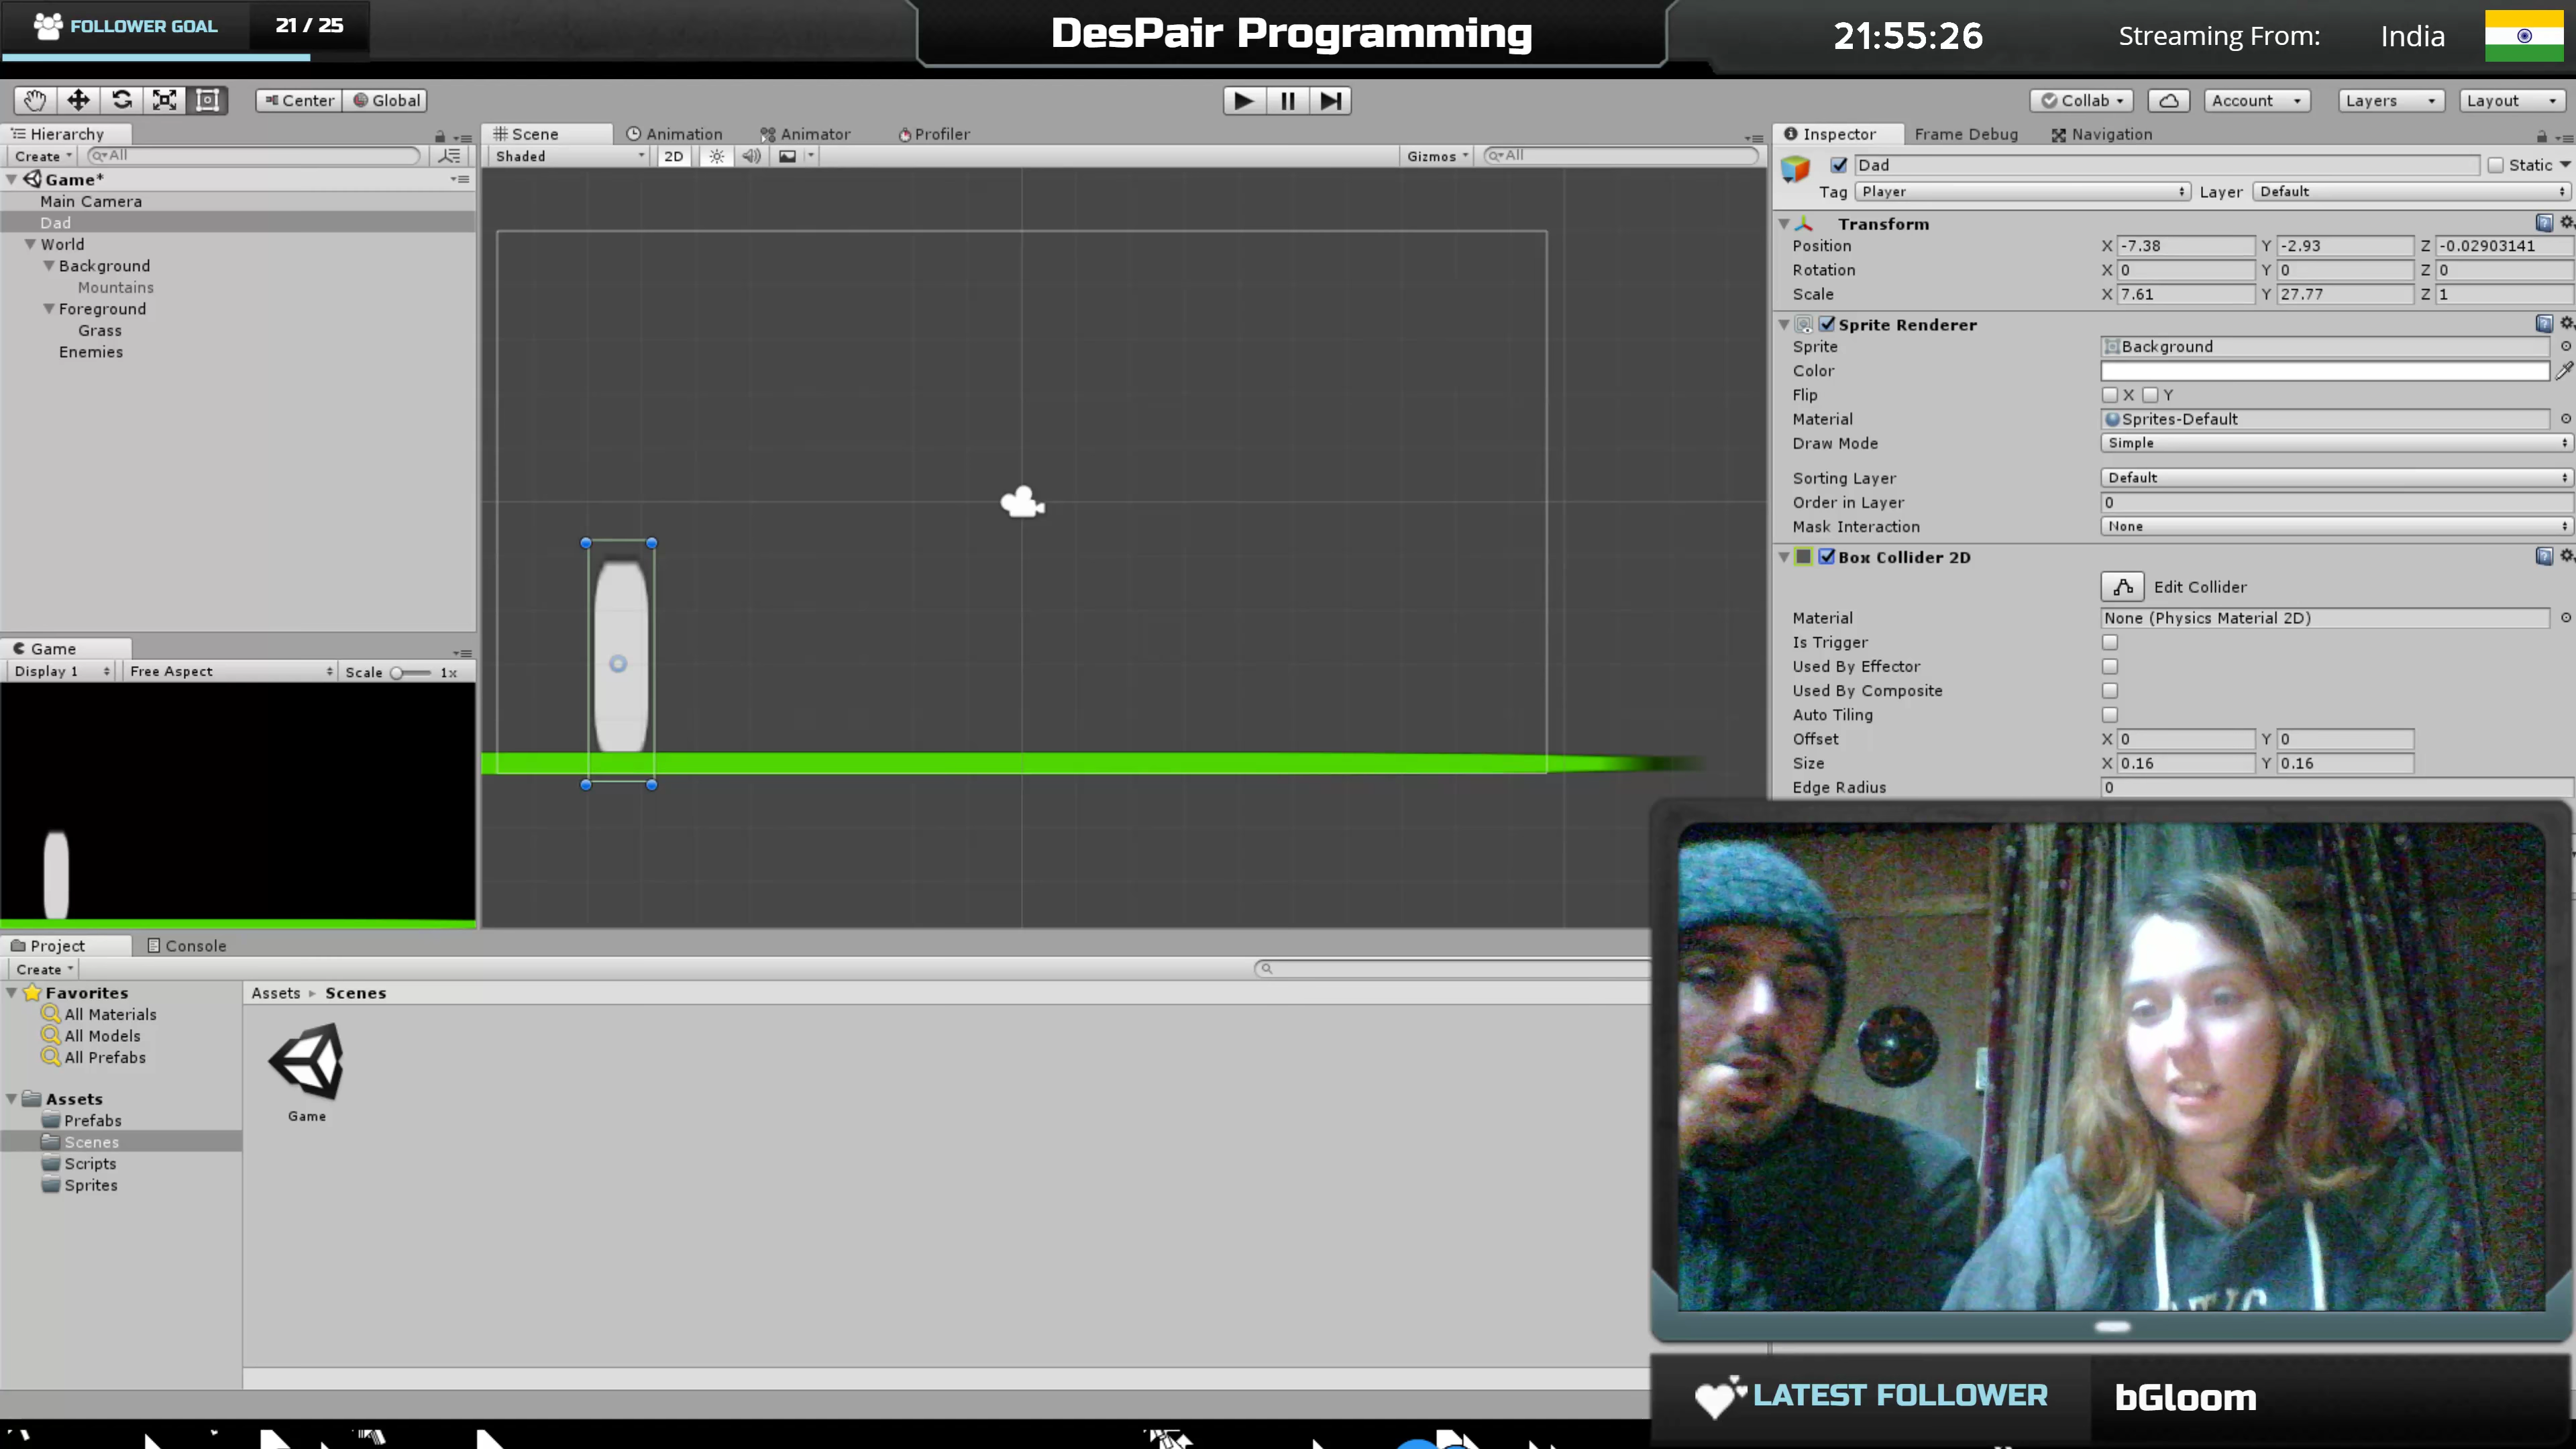 FOLLOWER GOAL 21 / 25
DesPair Programming
21:55:26
Streaming From: India
Center Global
Collab Account Layers Layout
Hierarchy
Create All
Game*
Main Camera
Dad
World
Background
Mountains
Foreground
Grass
Enemies
Scene Animation Animator Profiler
Shaded 2D Gizmos All
Game
Display 1 Free Aspect Scale 1x
Inspector Frame Debug Navigation
Dad Static
Tag Player Layer Default
Transform
Position X -7.38 Y -2.93 Z -0.02903141
Rotation X 0 Y 0 Z 0
Scale X 7.61 Y 27.77 Z 1
Sprite Renderer
Sprite Background
Color
Flip X Y
Material Sprites-Default
Draw Mode Simple
Sorting Layer Default
Order in Layer 0
Mask Interaction None
Box Collider 2D
Edit Collider
Material None (Physics Material 2D)
Is Trigger
Used By Effector
Used By Composite
Auto Tiling
Offset X 0 Y 0
Size X 0.16 Y 0.16
Edge Radius 0
Project Console
Create
Favorites
All Materials
All Models
All Prefabs
Assets
Prefabs
Scenes
Scripts
Sprites
Assets Scenes
Game
LATEST FOLLOWER bGloom